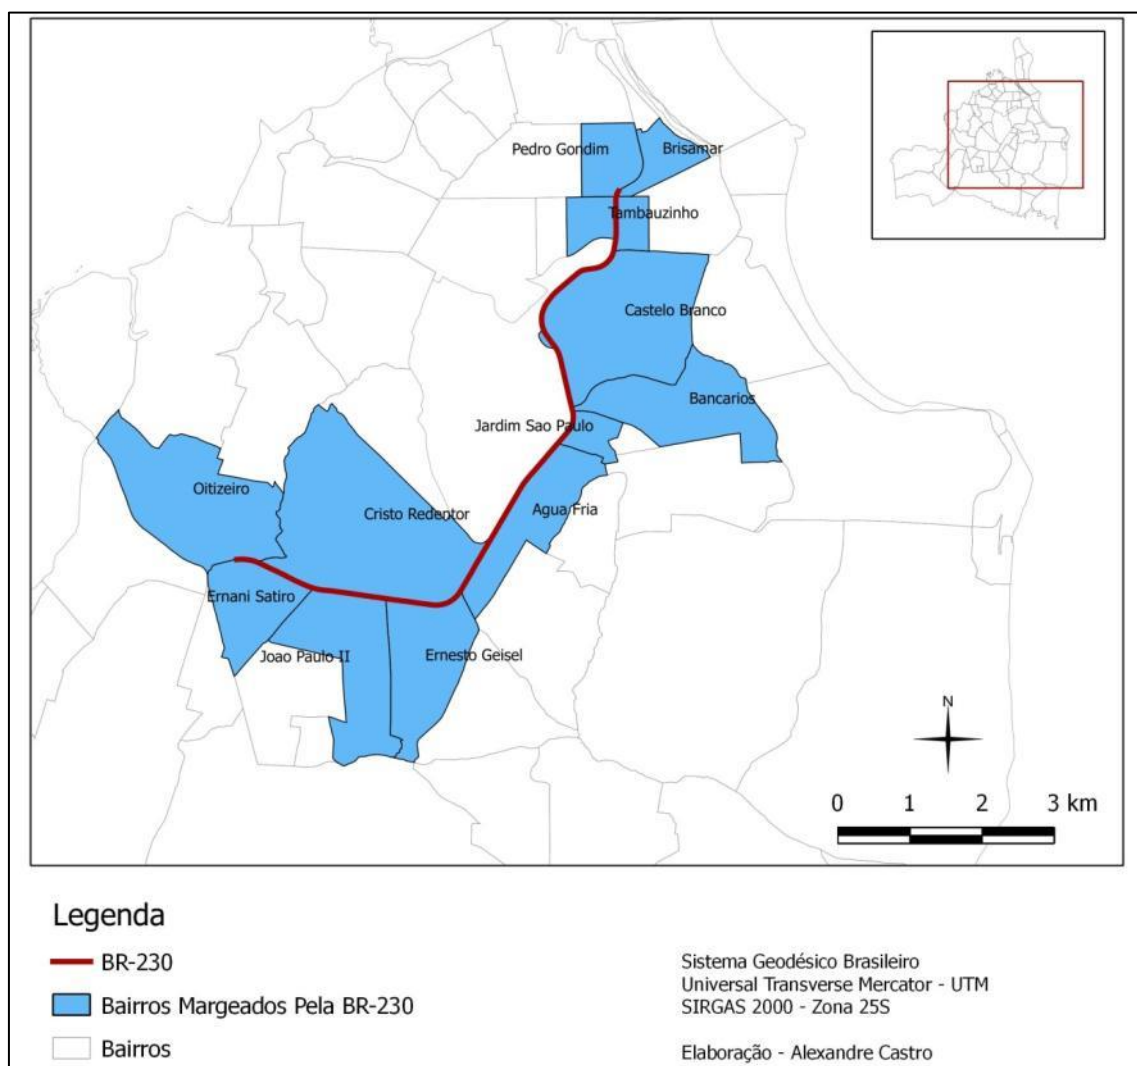 Pedro Gondim
Brisamar
Tambauzinho
Castelo Branco
Bancarios
Jardim Sao Paulo
Oitizeiro
Cristo Redentor
Agua Fria
Ernani Satiro
Joao Paulo II
Ernesto Geisel
N
0 1 2 3 km
Legenda
BR-230
Bairros Margeados Pela BR-230
Bairros
Sistema Geodésico Brasileiro
Universal Transverse Mercator - UTM
SIRGAS 2000 - Zona 25S
Elaboração - Alexandre Castro